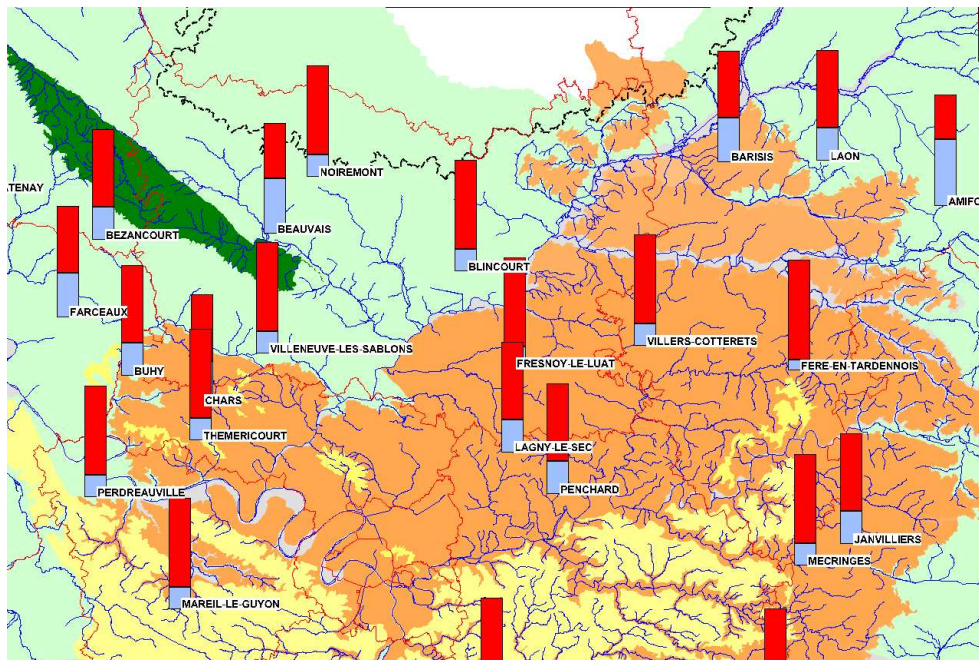 BARISIS
LAON
NOIREMONT
ATENAY
AMIFO
BEZANCOURT
BEAUVAIS
BLINCOURT
FARCEAUX
VILLERS-COTTERETS
VILLENEUVE-LES-SABLONS
FRESNOY-LE-LUAT
FERE-EN-TARDENNOIS
BUHY
CHARS
THEMERICOURT
LAGNY-LE-SEC
PERDREAUVILLE
PENCHARD
JANVILLIERS
MECRINGES
MAREIL-LE-GUYON